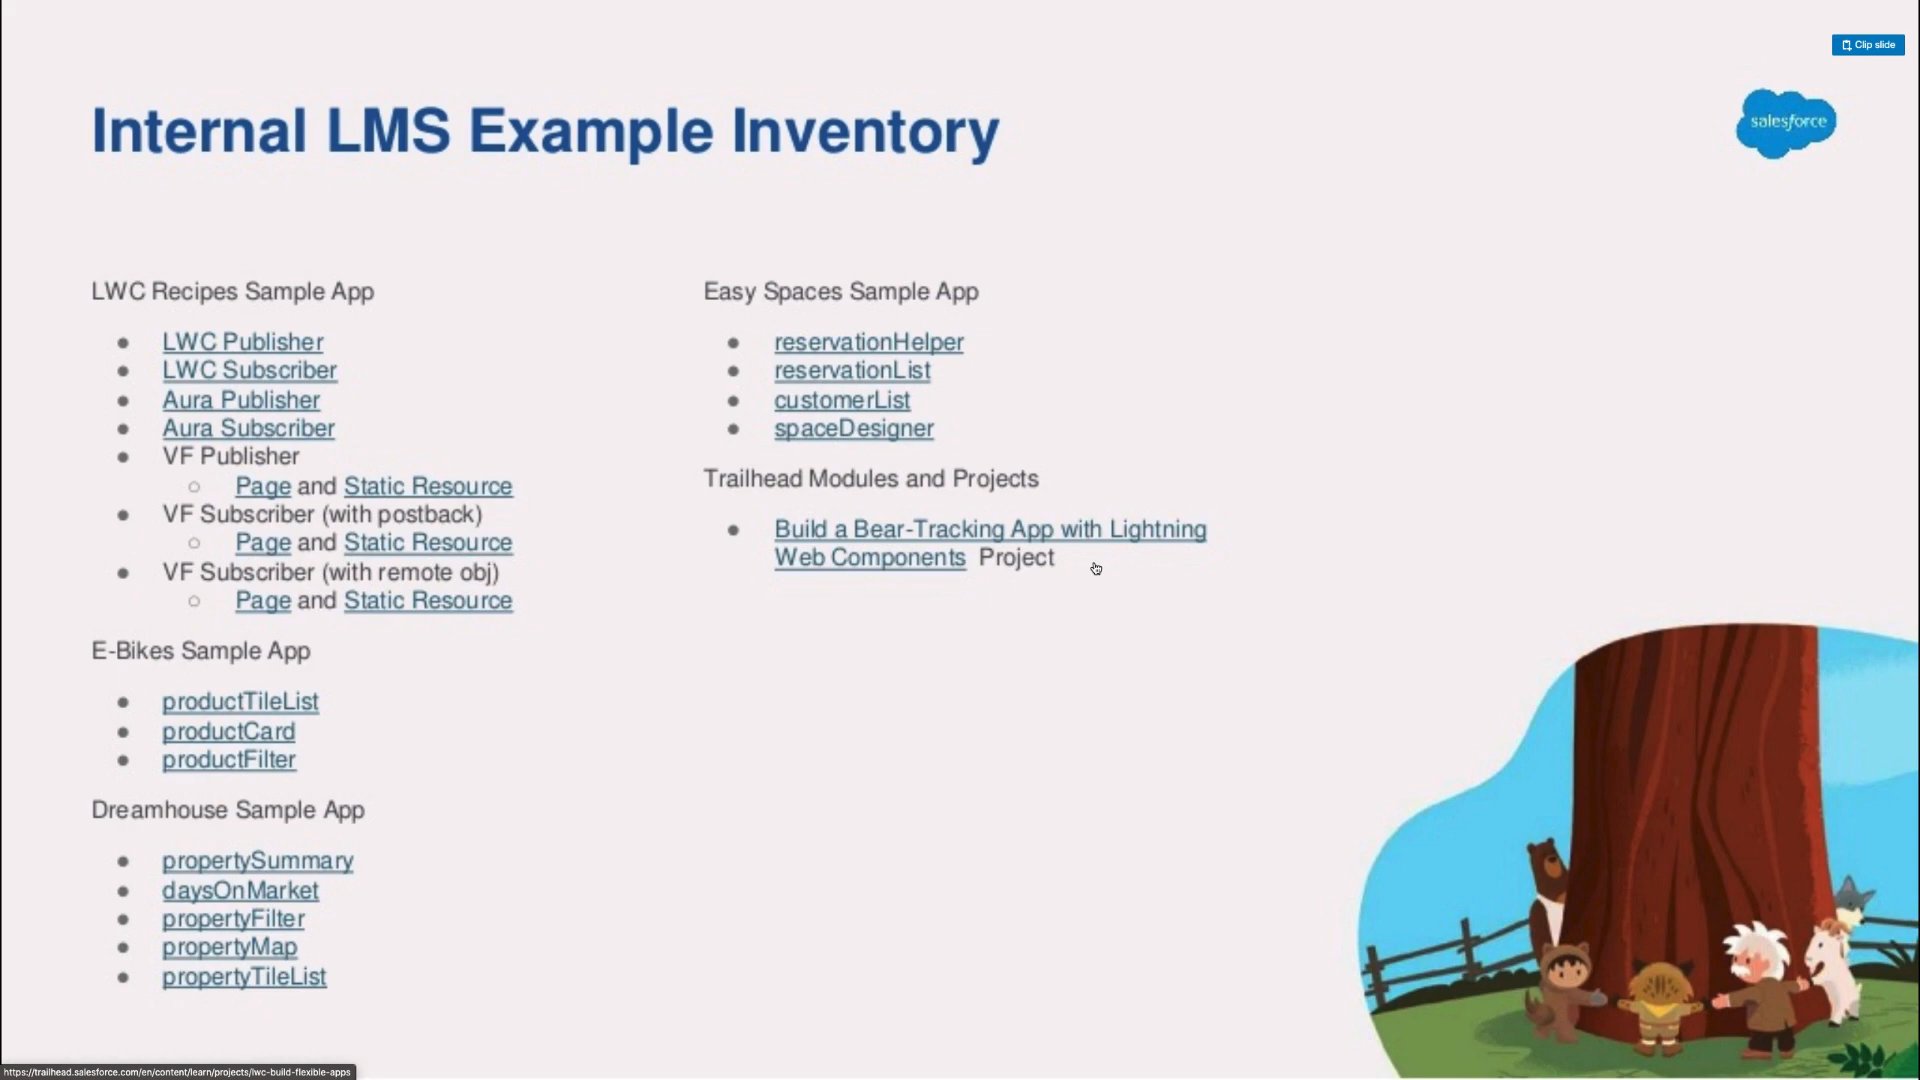 Clip slide
Internal LMS Example Inventory
salesforce
LWC Recipes Sample App
● LWC Publisher
● LWC Subscriber
● Aura Publisher
● Aura Subscriber
● VF Publisher
○ Page and Static Resource
● VF Subscriber (with postback)
○ Page and Static Resource
● VF Subscriber (with remote obj)
○ Page and Static Resource
E-Bikes Sample App
● productTileList
● productCard
● productFilter
Dreamhouse Sample App
● propertySummary
● daysOnMarket
● propertyFilter
● propertyMap
● propertyTileList
Easy Spaces Sample App
● reservationHelper
● reservationList
● customerList
● spaceDesigner
Trailhead Modules and Projects
● Build a Bear-Tracking App with Lightning
Web Components Project
https://trailhead.salesforce.com/en/content/learn/projects/lwc-build-flexible-apps